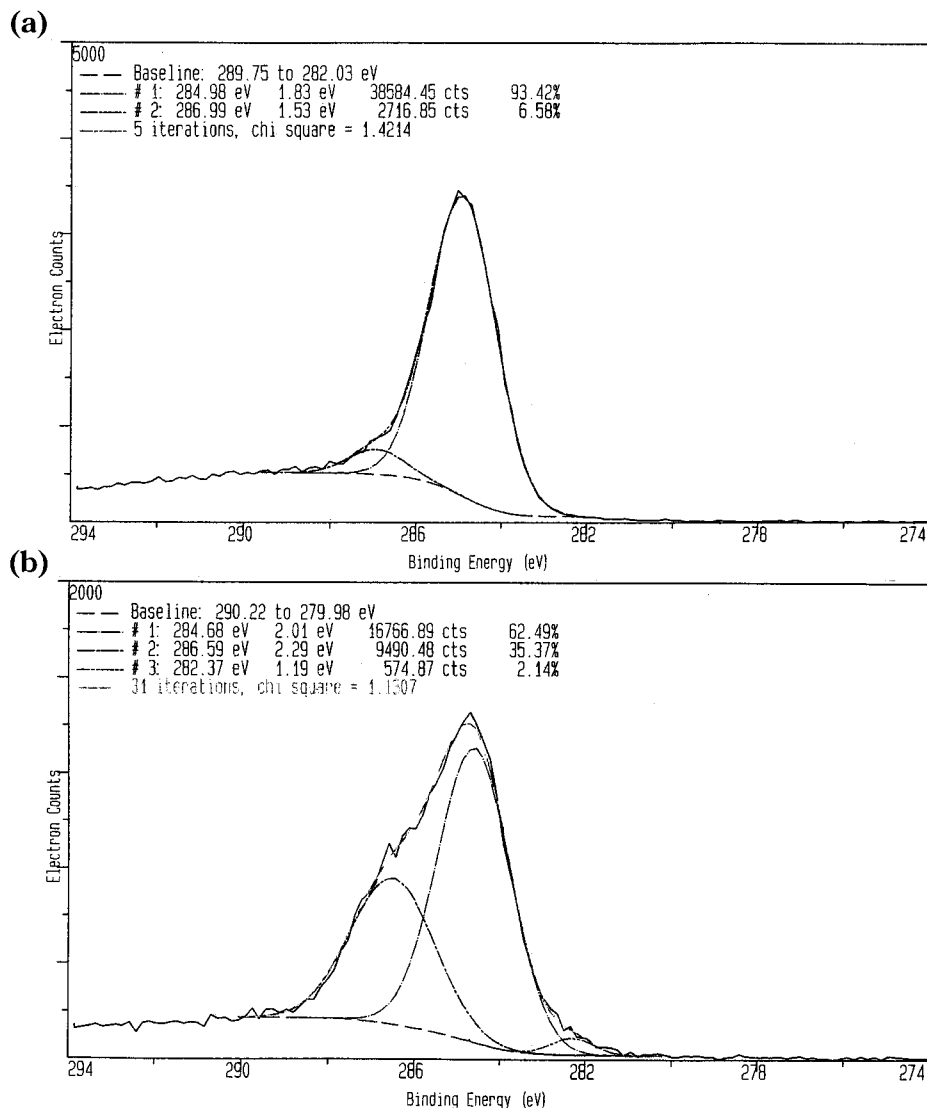 (a)
5000
Baseline: 289.75 to 282.03 eV
# 1: 284.98 eV 1.83 eV 38584.45 cts 93.42%
# 2: 286.99 eV 1.53 eV 2716.85 cts 6.58%
5 iterations, chi square = 1.4214
Electron Counts
294 290 286 282 278 274
Binding Energy (eV)
(b)
2000
Baseline: 290.22 to 279.98 eV
# 1: 284.68 eV 2.01 eV 16766.89 cts 62.49%
# 2: 286.59 eV 2.29 eV 9490.48 cts 35.37%
# 3: 282.37 eV 1.19 eV 574.87 cts 2.14%
31 iterations, chi square = 1.1307
Electron Counts
294 290 286 282 278 274
Binding Energy (eV)